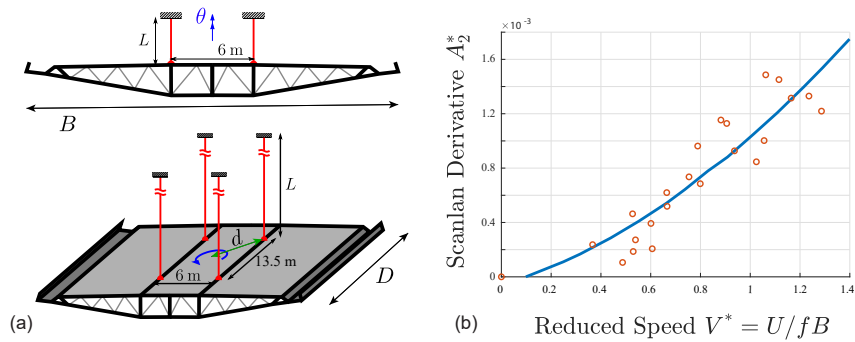 θ
L
6 m
B
L
d
6 m
13.5 m
D
(a)
×10⁻³
1.6
1.2
0.8
0.4
0
0 0.2 0.4 0.6 0.8 1.0 1.2 1.4
Scanlan Derivative A₂*
Reduced Speed V* = U/fB
(b)